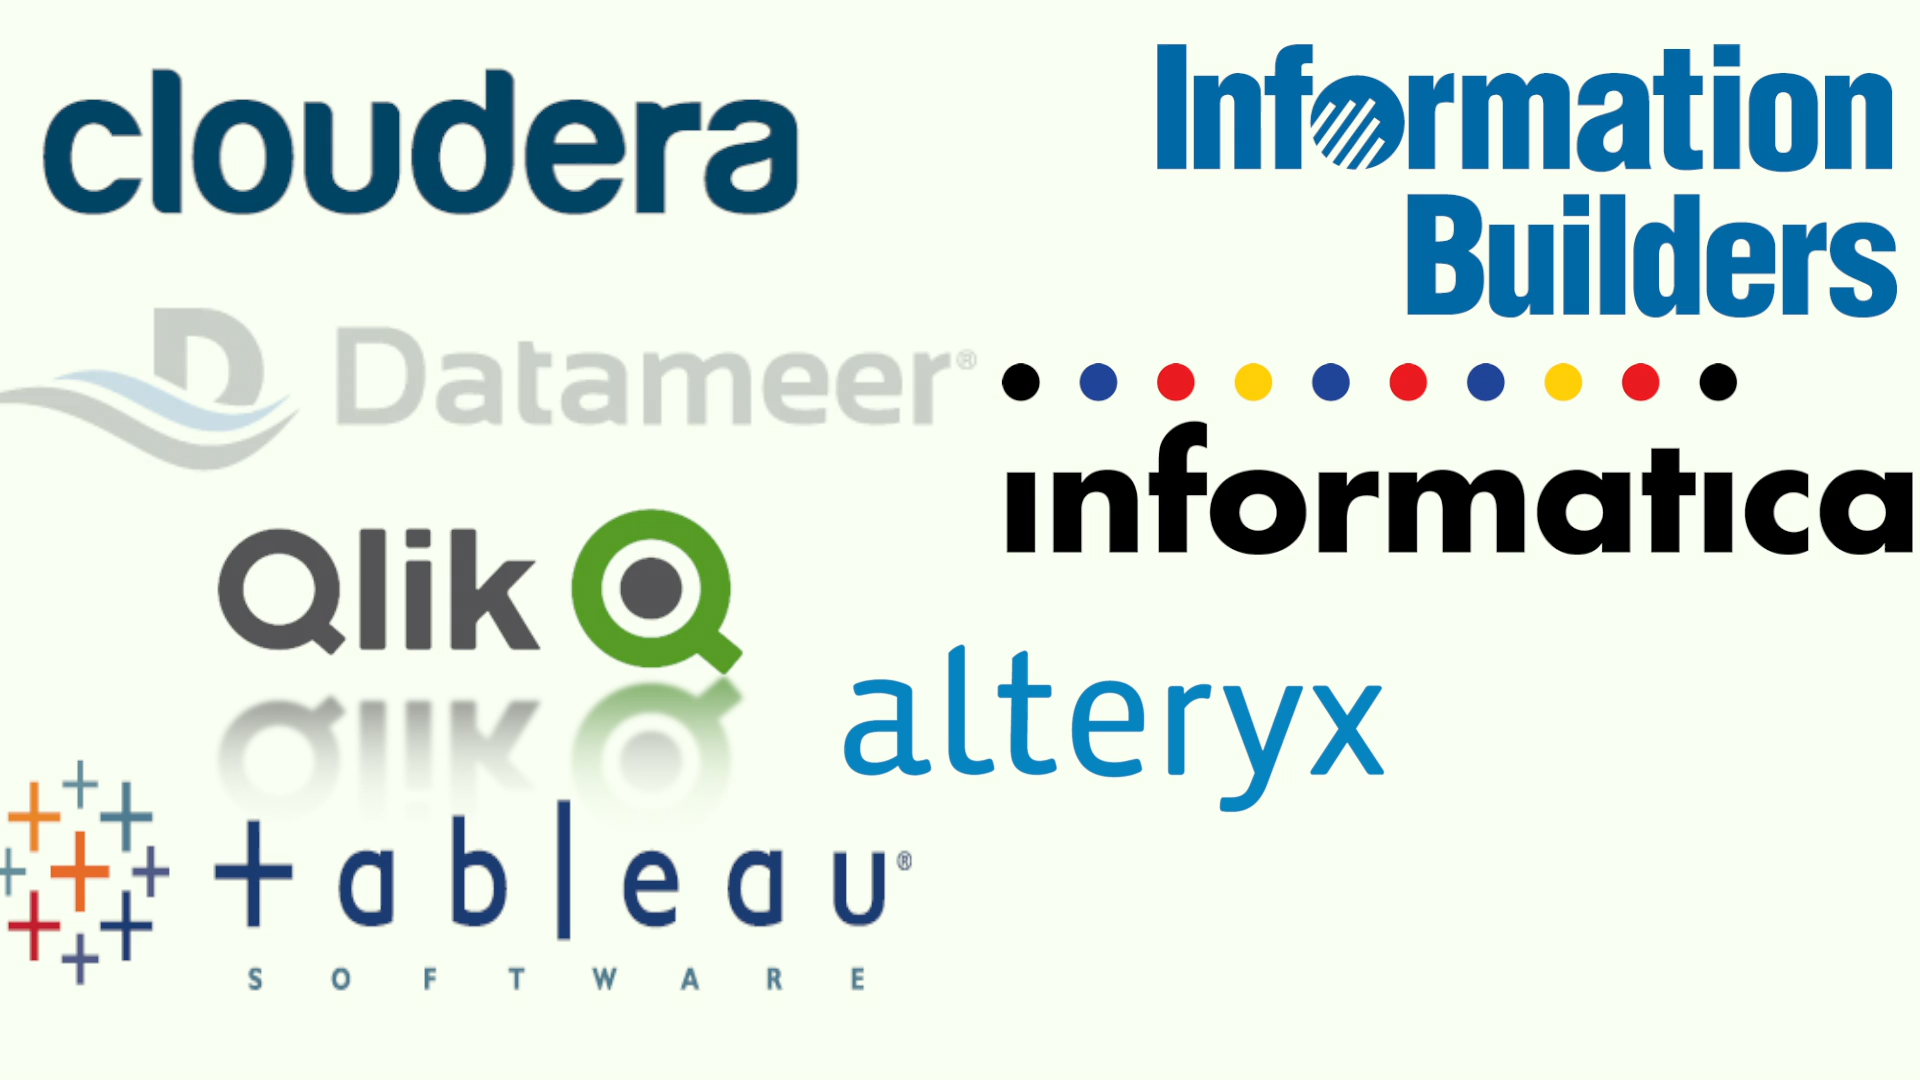 cloudera
Information
Builders
Datameer®
informatica
Qlik
alteryx
tableau®
SOFTWARE